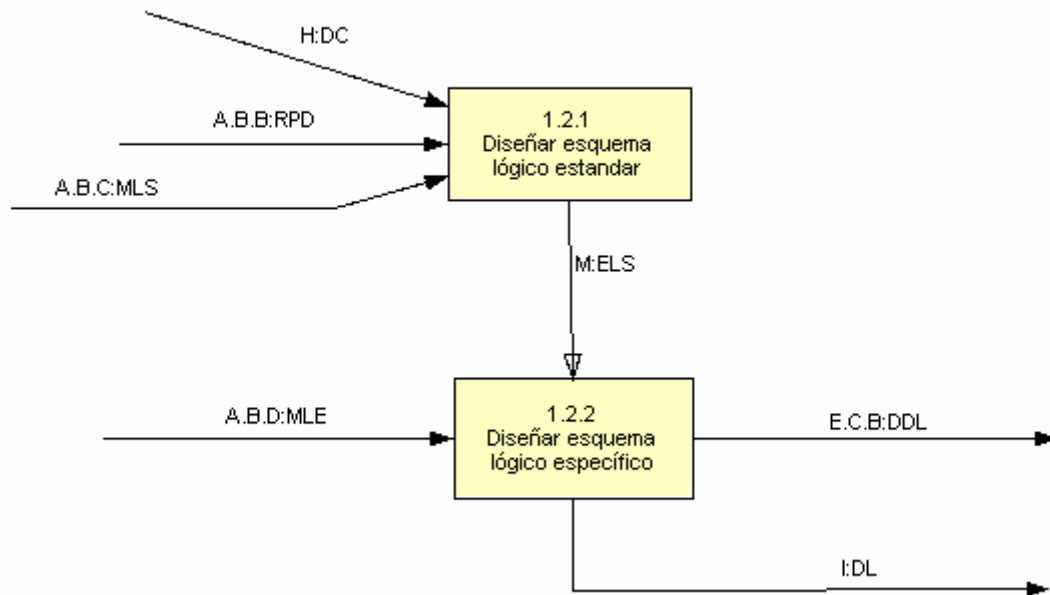 H:DC
A.B.B:RPD
A.B.C:MLS
1.2.1
Diseñar esquema
lógico estandar
M:ELS
A.B.D:MLE
1.2.2
Diseñar esquema
lógico específico
E.C.B:DDL
I:DL